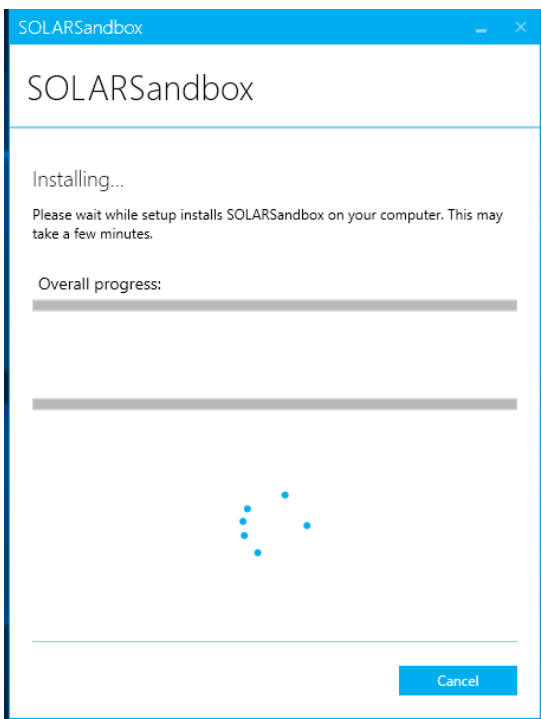 SOLARSandbox
SOLARSandbox
Installing...
Please wait while setup installs SOLARSandbox on your computer. This may
take a few minutes.
Overall progress:
Cancel